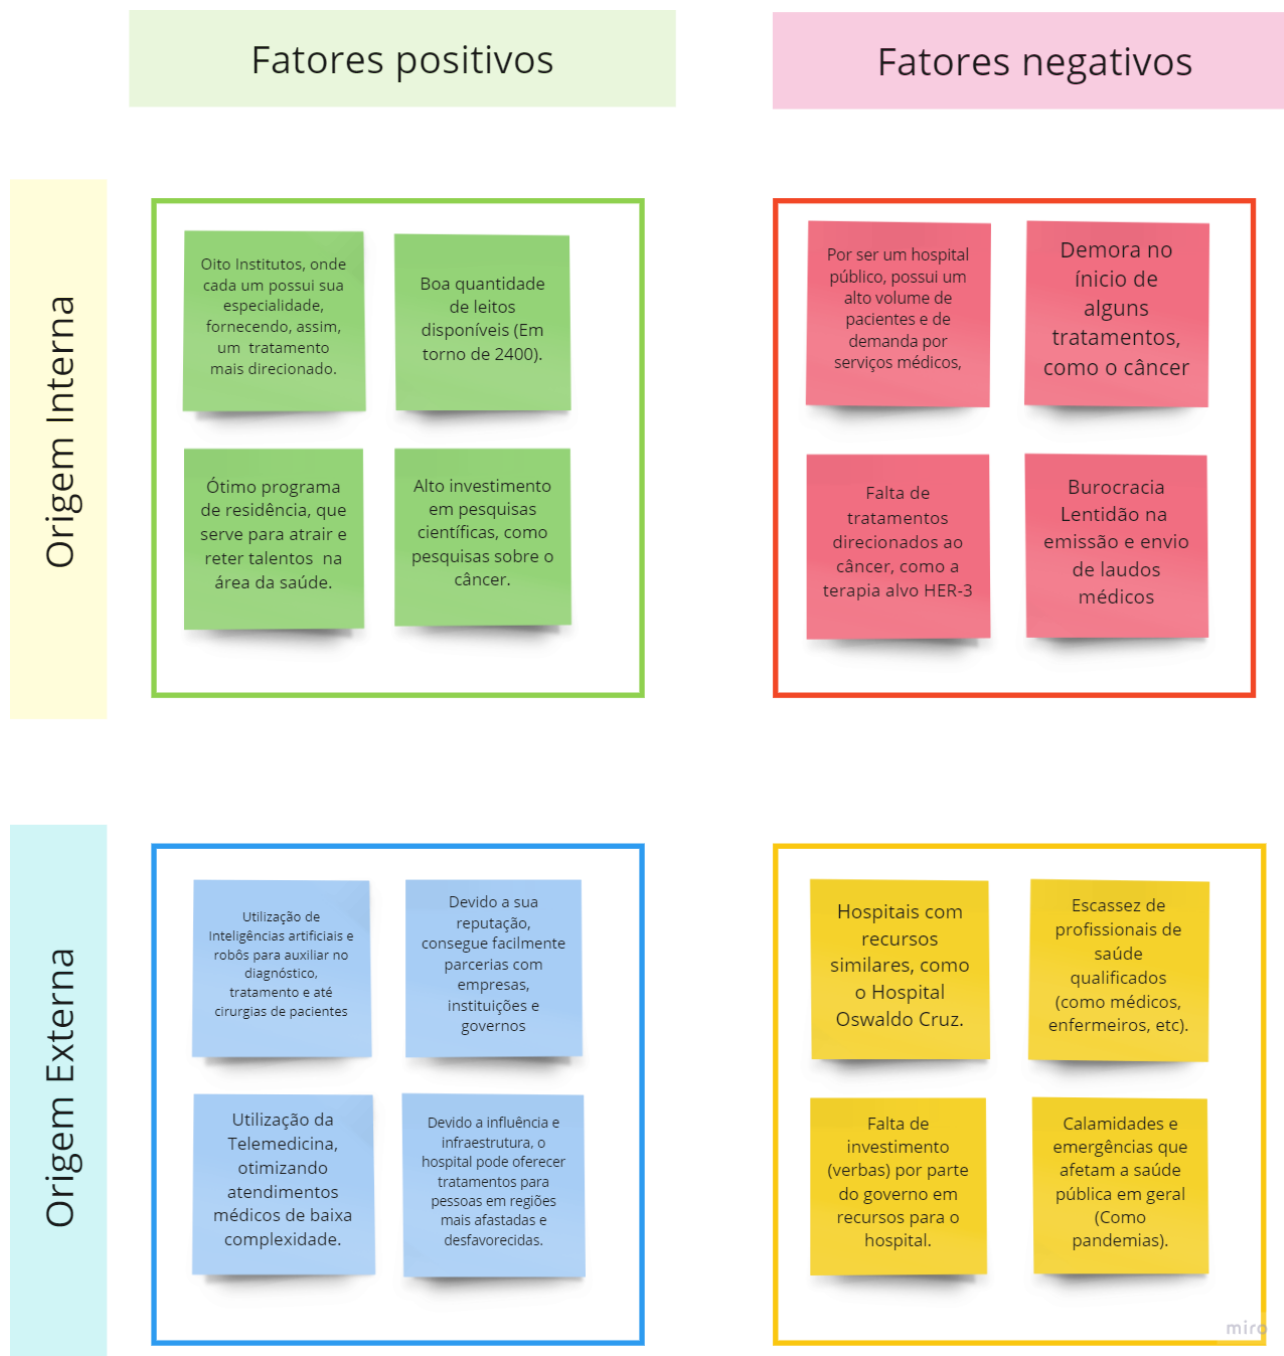 Fatores positivos
Fatores negativos
Origem Interna
Oito Institutos, onde
cada um possui sua
especialidade,
fornecendo, assim,
um tratamento
mais direcionado.
Boa quantidade
de leitos
disponíveis (Em
torno de 2400).
Ótimo programa
de residência, que
serve para atrair e
reter talentos na
área da saúde.
Alto investimento
em pesquisas
científicas, como
pesquisas sobre o
câncer.
Por ser um hospital
público, possui um
alto volume de
pacientes e de
demanda por
serviços médicos,
Demora no
ínicio de
alguns
tratamentos,
como o câncer
Falta de
tratamentos
direcionados ao
câncer, como a
terapia alvo HER-3
Burocracia
Lentidão na
emissão e envio
de laudos
médicos
Origem Externa
Utilização de
Inteligências artificiais e
robôs para auxiliar no
diagnóstico,
tratamento e até
cirurgias de pacientes
Devido a sua
reputação,
consegue facilmente
parcerias com
empresas,
instituições e
governos
Utilização da
Telemedicina,
otimizando
atendimentos
médicos de baixa
complexidade.
Devido a influência e
infraestrutura, o
hospital pode oferecer
tratamentos para
pessoas em regiões
mais afastadas e
desfavorecidas.
Hospitais com
recursos
similares, como
o Hospital
Oswaldo Cruz.
Escassez de
profissionais de
saúde
qualificados
(como médicos,
enfermeiros, etc).
Falta de
investimento
(verbas) por parte
do governo em
recursos para o
hospital.
Calamidades e
emergências que
afetam a saúde
pública em geral
(Como
pandemias).
miro